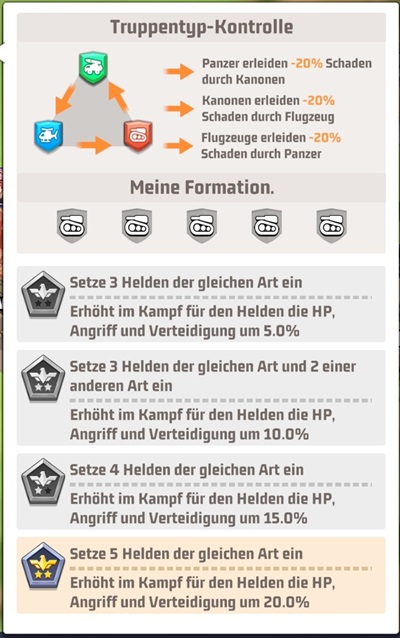 Truppentyp-Kontrolle
Panzer erleiden -20% Schaden
durch Kanonen
Kanonen erleiden -20%
Schaden durch Flugzeug
Flugzeuge erleiden -20%
Schaden durch Panzer
Meine Formation.
Setze 3 Helden der gleichen Art ein
Erhöht im Kampf für den Helden die HP,
Angriff und Verteidigung um 5.0%
Setze 3 Helden der gleichen Art und 2 einer
anderen Art ein
Erhöht im Kampf für den Helden die HP,
Angriff und Verteidigung um 10.0%
Setze 4 Helden der gleichen Art ein
Erhöht im Kampf für den Helden die HP,
Angriff und Verteidigung um 15.0%
Setze 5 Helden der gleichen Art ein
Erhöht im Kampf für den Helden die HP,
Angriff und Verteidigung um 20.0%